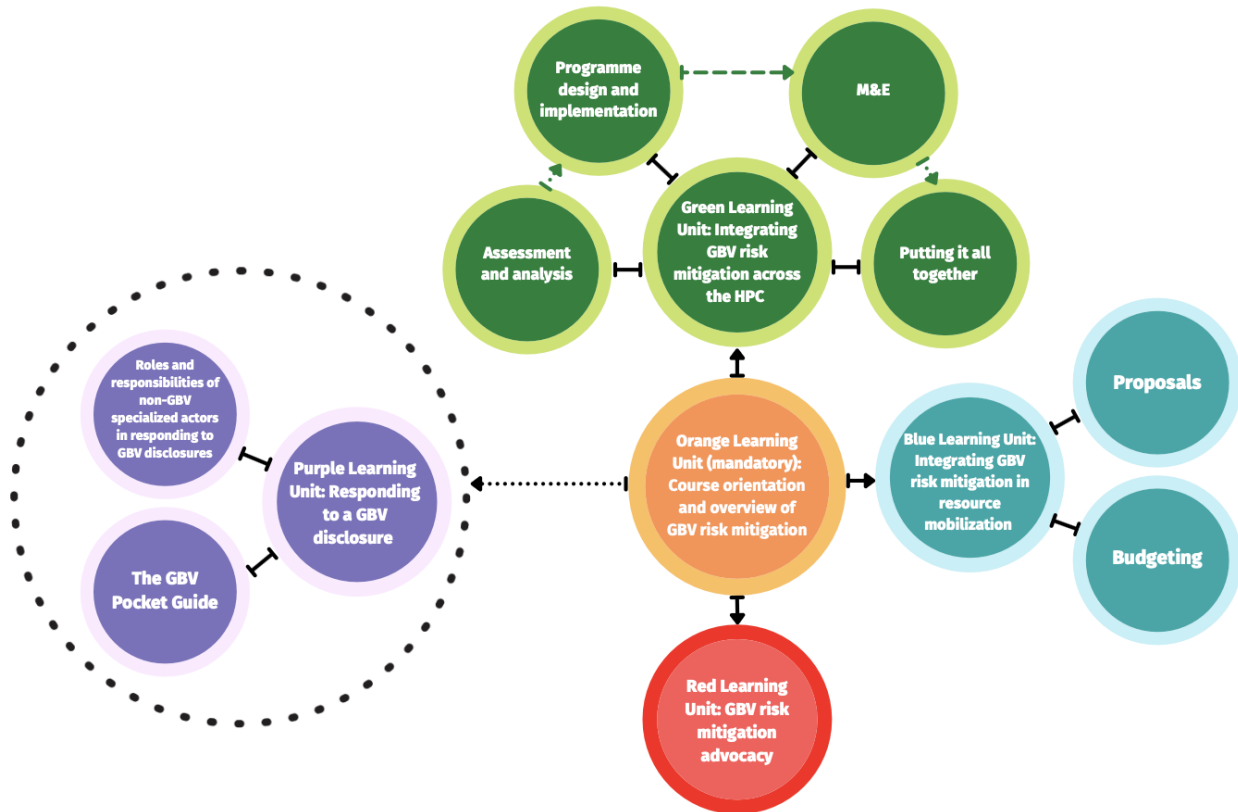 Programme
design and
implementation
M&E
Assessment
and analysis
Green Learning
Unit: Integrating
GBV risk
mitigation across
the HPC
Putting it all
together
Roles and
responsibilities of
non-GBV
specialized actors
in responding to
GBV disclosures
Purple Learning
Unit: Responding
to a GBV
disclosure
The GBV
Pocket Guide
Orange Learning
Unit (mandatory):
Course orientation
and overview of
GBV risk mitigation
Blue Learning Unit:
Integrating GBV
risk mitigation in
resource
mobilization
Proposals
Budgeting
Red Learning
Unit: GBV risk
mitigation
advocacy